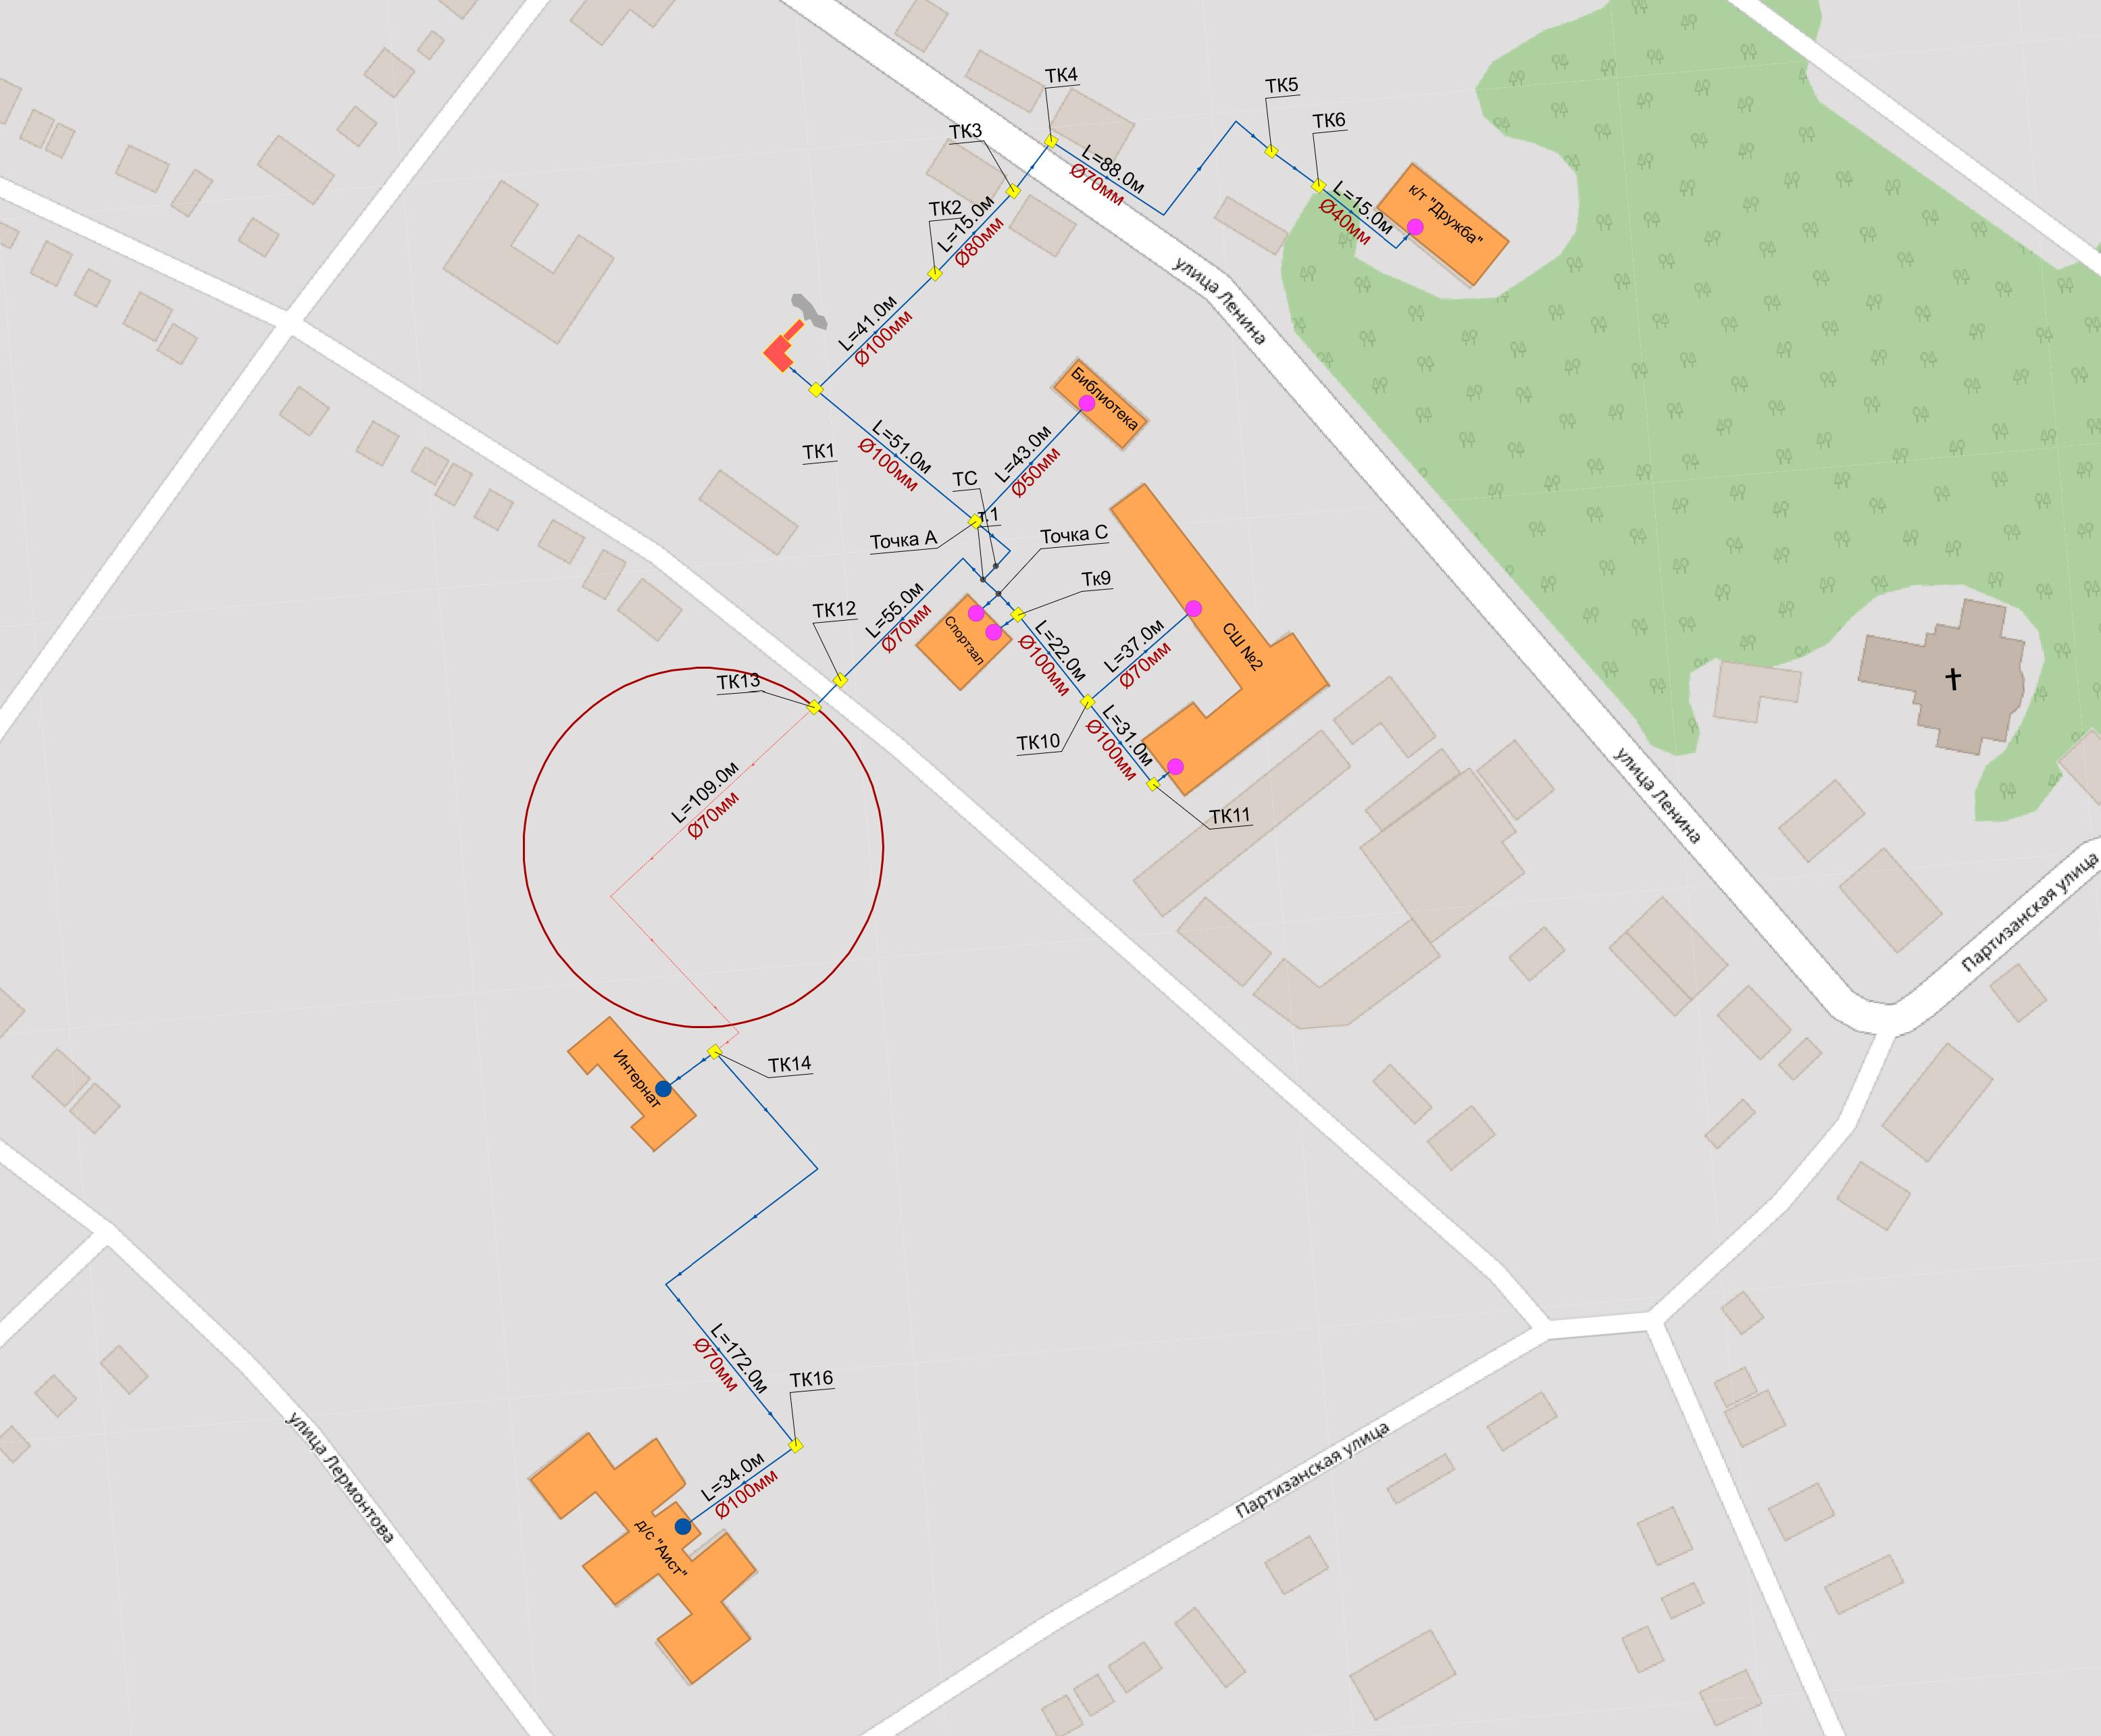 ТК4
ТК5
ТК6
ТК3
L=88.0м
Ø70мм
L=15.0м
Ø40мм
к/т "Дружба"
ТК2
L=15.0м
Ø80мм
улица Ленина
L=41.0м
Ø100мм
Библиотека
ТК1
L=51.0м
Ø100мм
L=43.0м
Ø50мм
ТС
т.1
Точка А
Точка С
Тк9
ТК12
L=55.0м
Ø70мм
Спортзал
L=22.0м
Ø100мм
L=37.0м
Ø70мм
СШ №2
ТК13
ТК10
L=31.0м
Ø100мм
ТК11
L=109.0м
Ø70мм
улица Ленина
Партизанская улица
Интернат
ТК14
L=172.0м
Ø70мм
ТК16
L=34.0м
Ø100мм
д/с "Аист"
улица Лермонтова
Партизанская улица